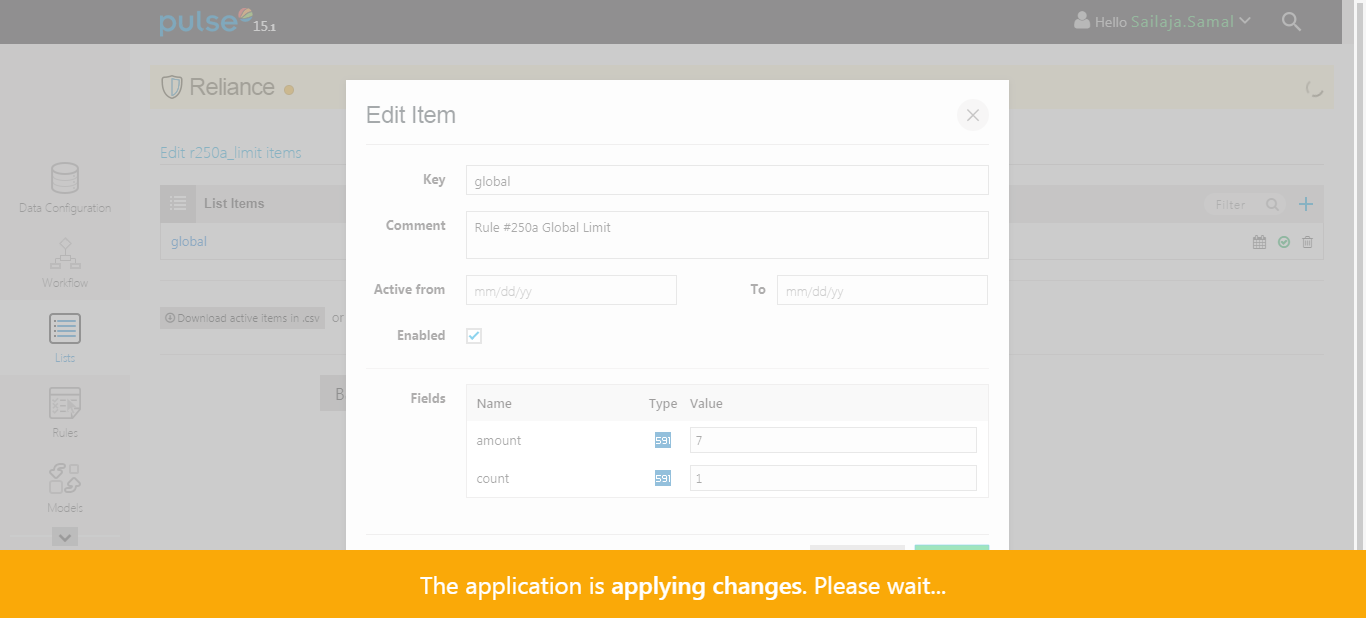 pulse 15.1
Hello Sailaja.Samal
Reliance
Edit Item
Edit r250a_limit items
Key
global
List Items
Filter
Data Configuration
Comment
Rule #250a Global Limit
global
Workflow
Active from
mm/dd/yy
To
mm/dd/yy
Download active items in .csv or
Enabled
Lists
B
Fields
Name Type Value
Rules
amount 591 7
count 591 1
Models
The application is applying changes. Please wait...